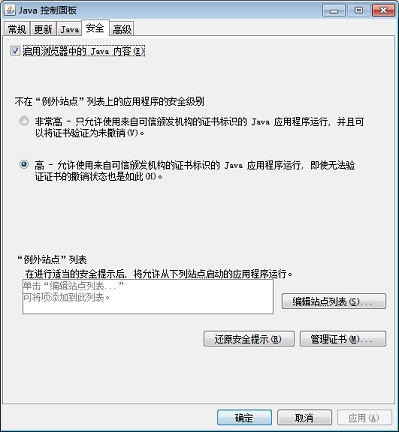 Java 控制面板
常规 更新 Java 安全 高级
启用浏览器中的 Java 内容(E)
不在“例外站点”列表上的应用程序的安全级别
非常高 - 只允许使用来自可信颁发机构的证书标识的 Java 应用程序运行，并且可
以将证书验证为未撤销(V)。
高 - 允许使用来自可信颁发机构的证书标识的 Java 应用程序运行，即使无法验
证证书的撤销状态也是如此(H)。
“例外站点”列表
在进行适当的安全提示后，将允许从下列站点启动的应用程序运行。
单击“编辑站点列表...”
可将项添加到此列表。
编辑站点列表(S)...
还原安全提示(R) 管理证书(M)...
确定 取消 应用(A)